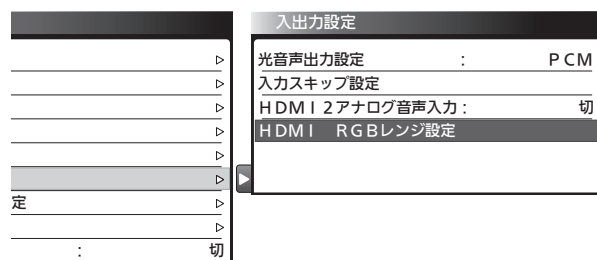 定
: 切
入出力設定
光音声出力設定 : PCM
入力スキップ設定
HDMI2アナログ音声入力: 切
HDMI RGBレンジ設定